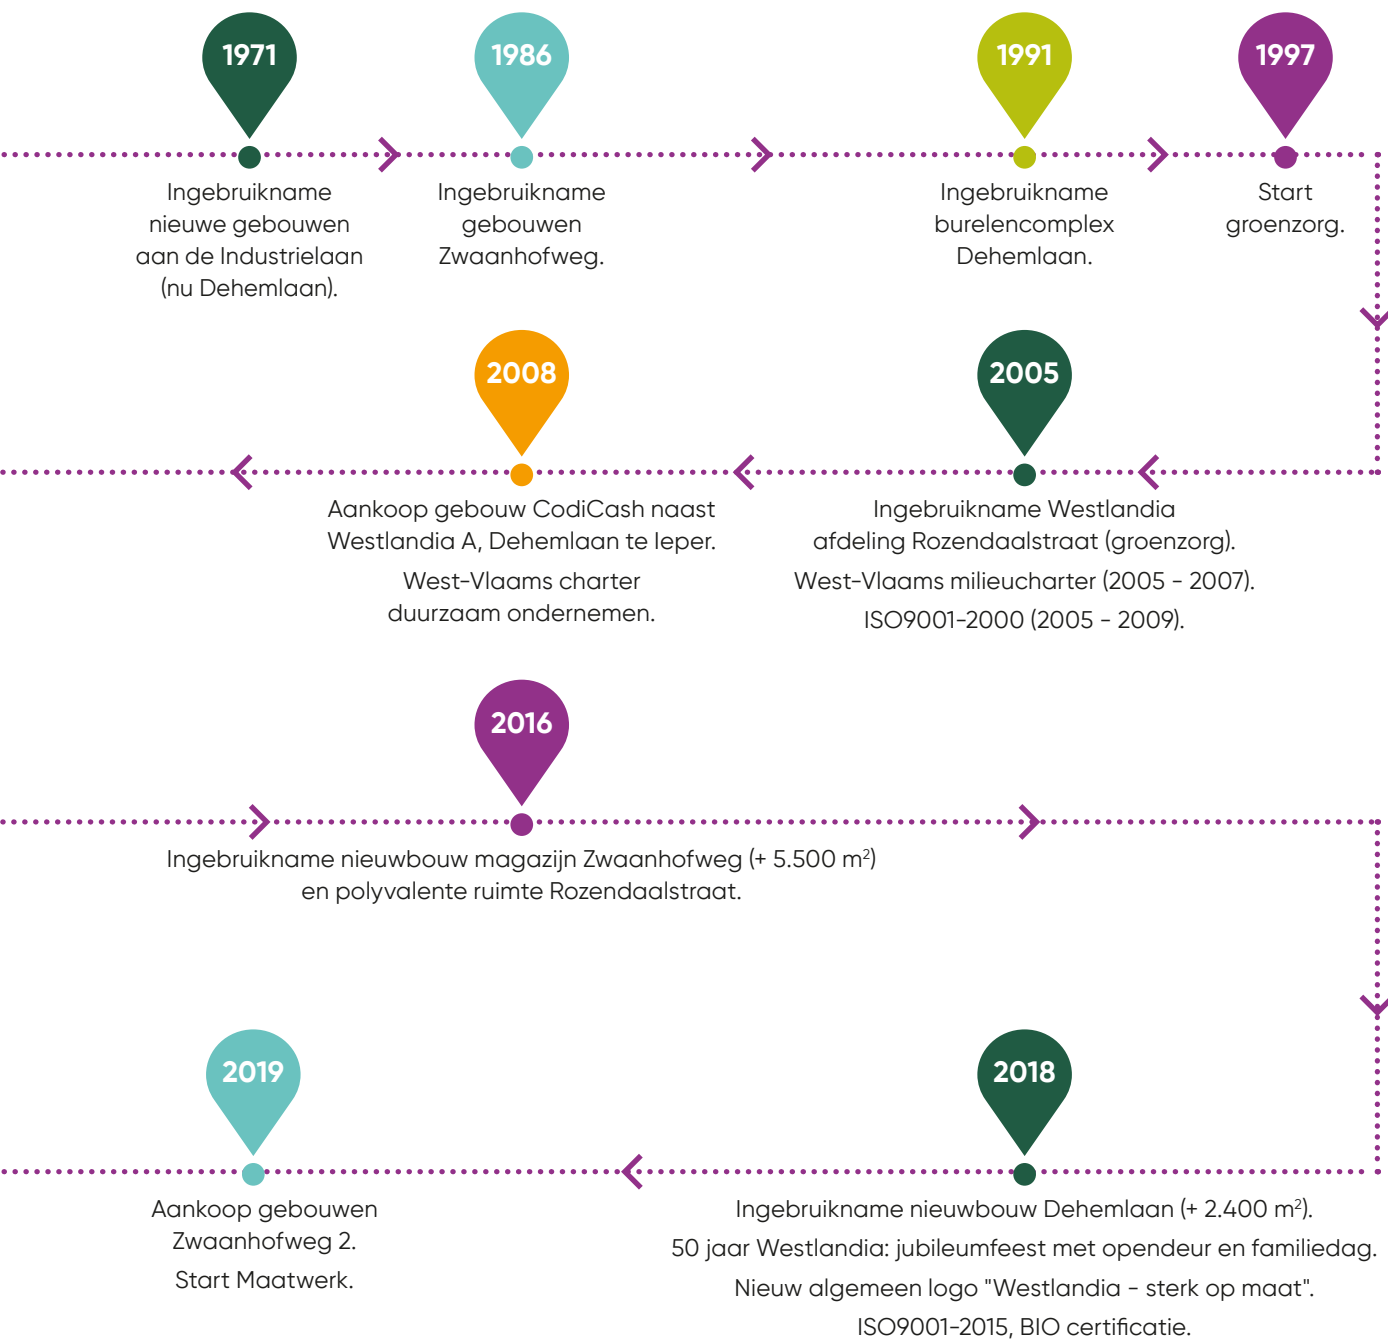 1971
Ingebruikname
nieuwe gebouwen
aan de Industrielaan
(nu Dehemlaan).
1986
Ingebruikname
gebouwen
Zwaanhofweg.
1991
Ingebruikname
burelencomplex
Dehemlaan.
1997
Start
groenzorg.
2005
Ingebruikname Westlandia
afdeling Rozendaalstraat (groenzorg).
West-Vlaams milieucharter (2005 - 2007).
ISO9001-2000 (2005 - 2009).
2008
Aankoop gebouw CodiCash naast
Westlandia A, Dehemlaan te Ieper.
West-Vlaams charter
duurzaam ondernemen.
2016
Ingebruikname nieuwbouw magazijn Zwaanhofweg (+ 5.500 m²)
en polyvalente ruimte Rozendaalstraat.
2018
Ingebruikname nieuwbouw Dehemlaan (+ 2.400 m²).
50 jaar Westlandia: jubileumfeest met opendeur en familiedag.
Nieuw algemeen logo "Westlandia - sterk op maat".
ISO9001-2015, BIO certificatie.
2019
Aankoop gebouwen
Zwaanhofweg 2.
Start Maatwerk.